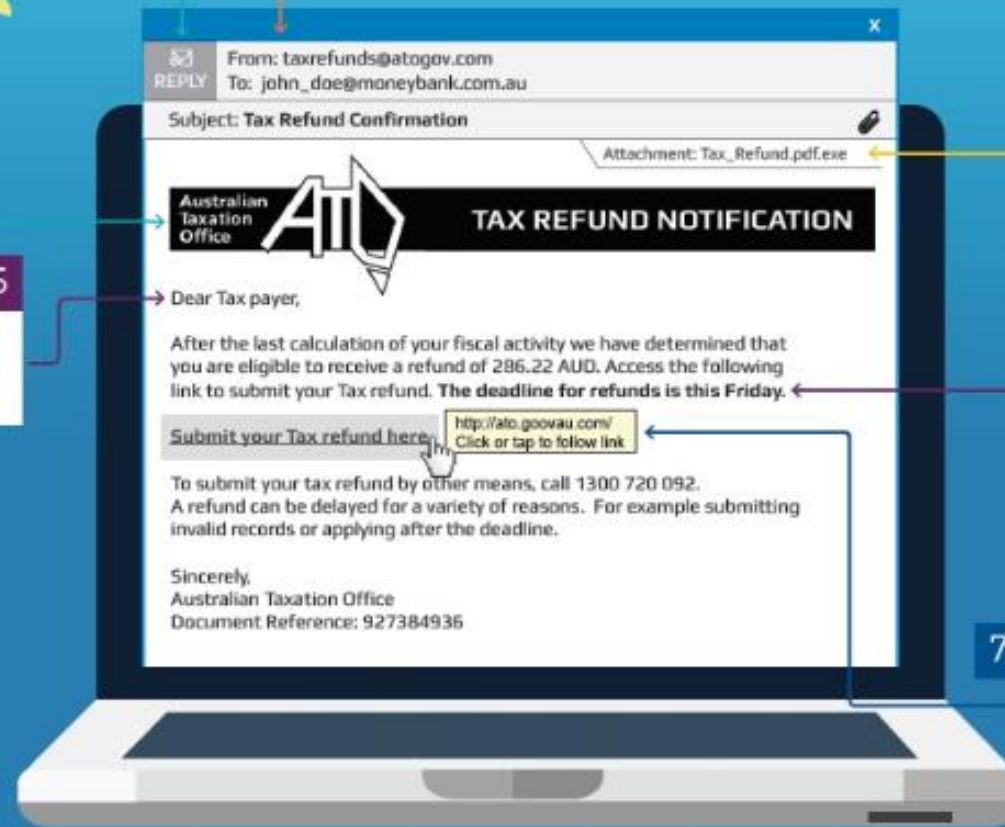 X
REPLY
From: taxrefunds@atogov.com
To: john_doe@moneybank.com.au
Subject: Tax Refund Confirmation
Attachment: Tax_Refund.pdf.exe
Australian
Taxation
Office
ATO
TAX REFUND NOTIFICATION
5
Dear Tax payer,
After the last calculation of your fiscal activity we have determined that
you are eligible to receive a refund of 286.22 AUD. Access the following
link to submit your Tax refund. The deadline for refunds is this Friday.
Submit your Tax refund here
http://ato.goovau.com/
Click or tap to follow link
To submit your tax refund by other means, call 1300 720 092.
A refund can be delayed for a variety of reasons. For example submitting
invalid records or applying after the deadline.
Sincerely,
Australian Taxation Office
Document Reference: 927384936
7